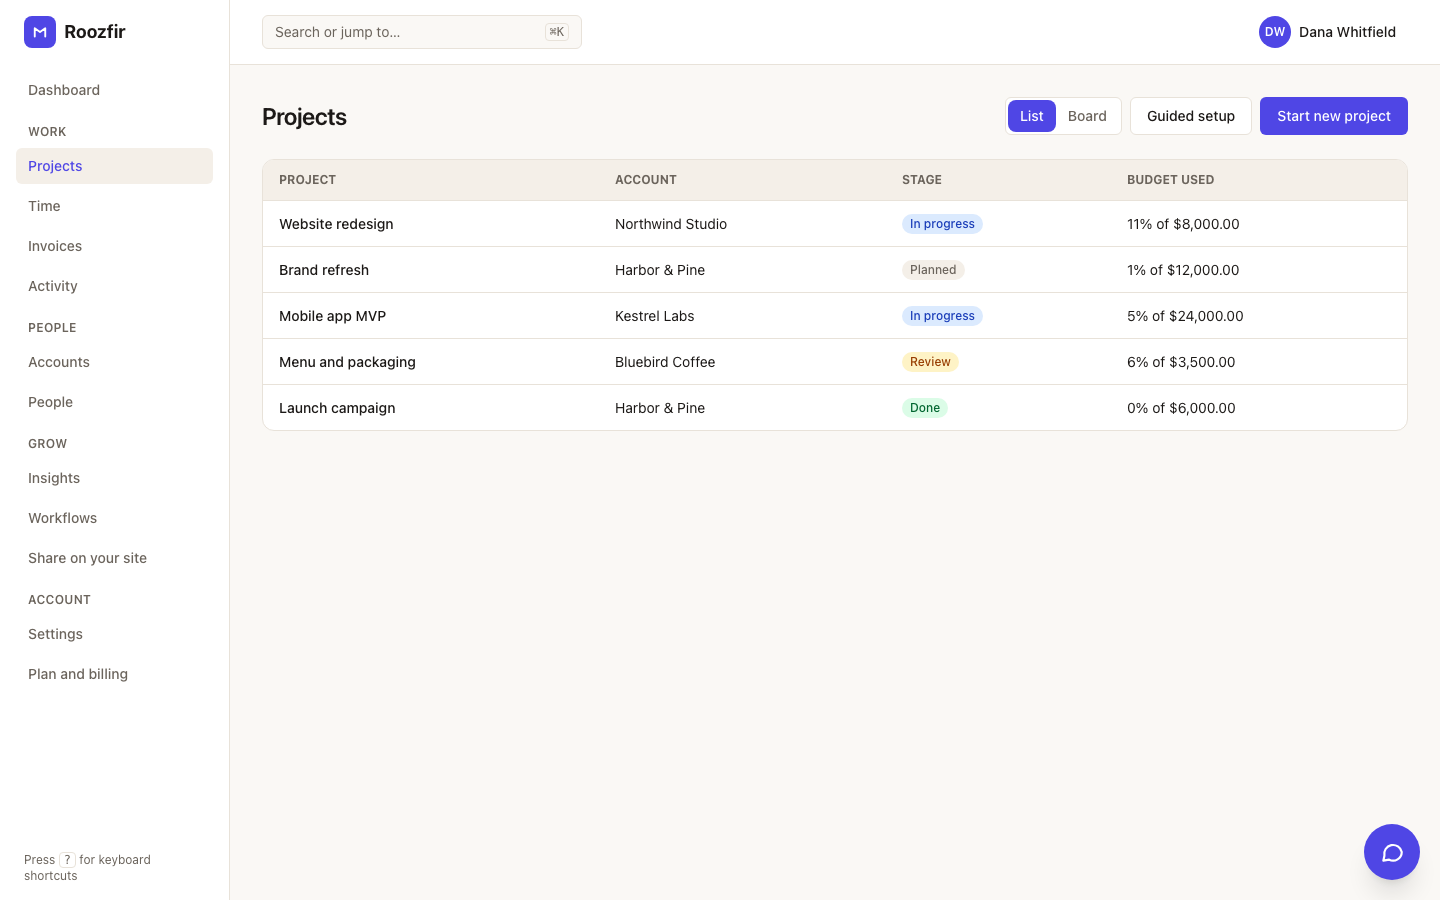 Roozfir
Search or jump to...
⌘K
DW
Dana Whitfield
Dashboard
WORK
Projects
Time
Invoices
Activity
PEOPLE
Accounts
People
GROW
Insights
Workflows
Share on your site
ACCOUNT
Settings
Plan and billing
Press ? for keyboard
shortcuts
Projects
List
Board
Guided setup
Start new project
PROJECT ACCOUNT STAGE BUDGET USED
Website redesign Northwind Studio In progress 11% of $8,000.00
Brand refresh Harbor & Pine Planned 1% of $12,000.00
Mobile app MVP Kestrel Labs In progress 5% of $24,000.00
Menu and packaging Bluebird Coffee Review 6% of $3,500.00
Launch campaign Harbor & Pine Done 0% of $6,000.00